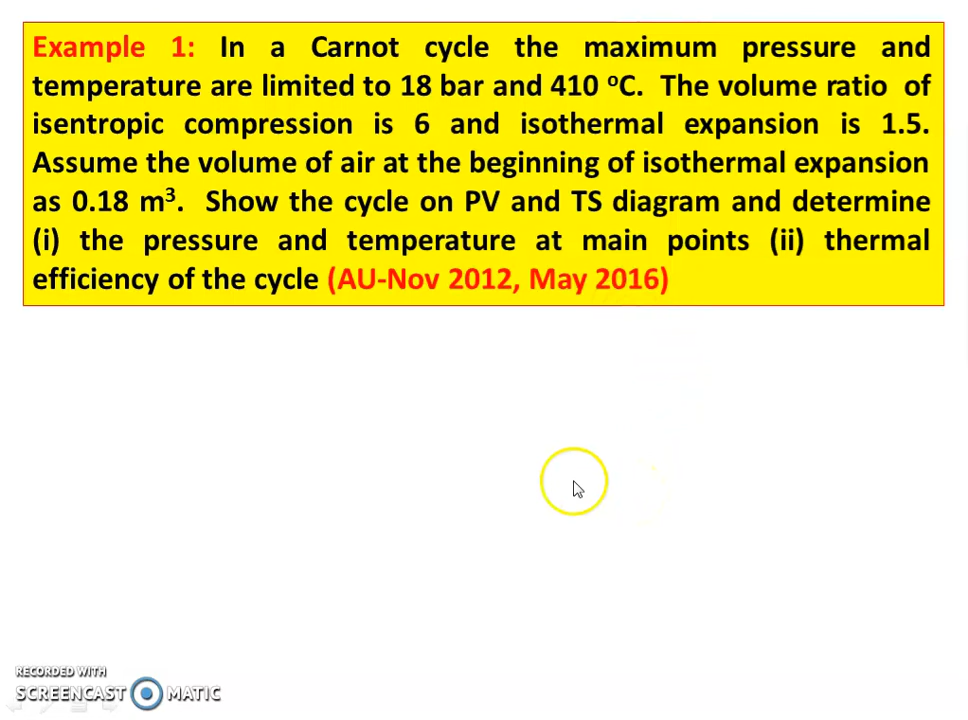 Example 1: In a Carnot cycle the maximum pressure and
temperature are limited to 18 bar and 410 ᵒC. The volume ratio of
isentropic compression is 6 and isothermal expansion is 1.5.
Assume the volume of air at the beginning of isothermal expansion
as 0.18 m³. Show the cycle on PV and TS diagram and determine
(i) the pressure and temperature at main points (ii) thermal
efficiency of the cycle (AU-Nov 2012, May 2016)
RECORDED WITH
SCREENCAST MATIC